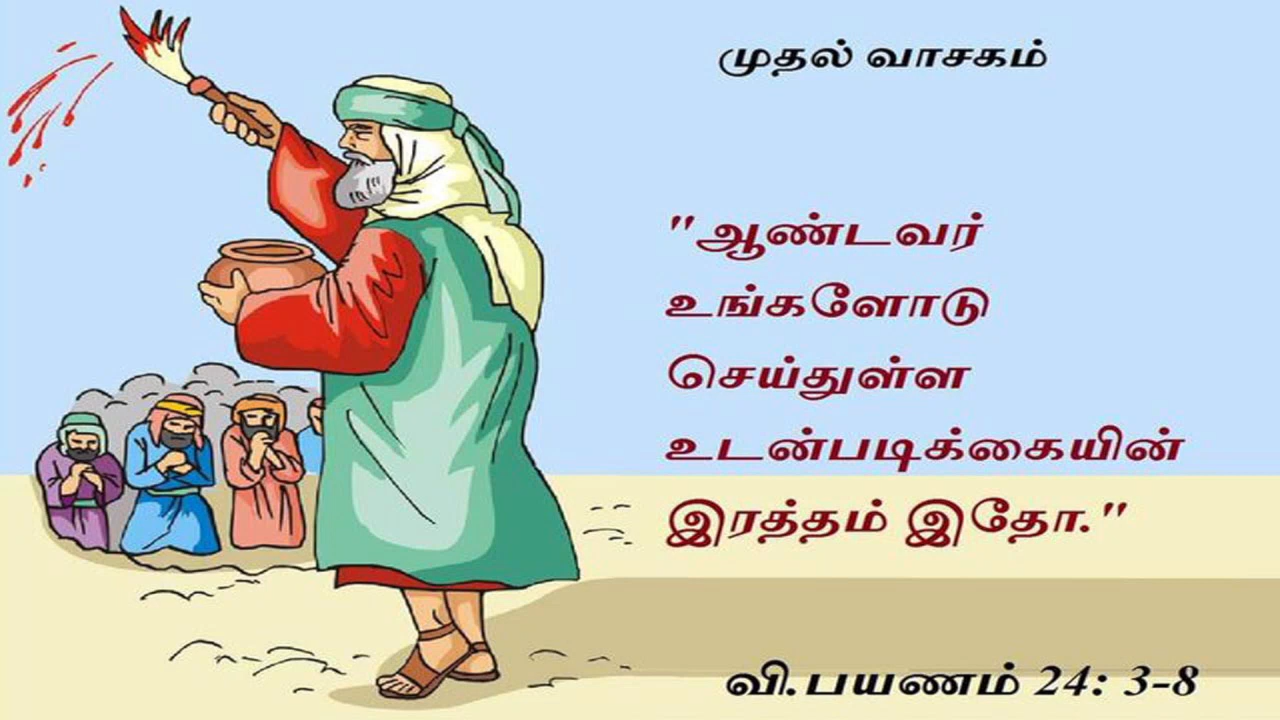 முதல் வாசகம்
"ஆண்டவர்
உங்களோடு
செய்துள்ள
உடன்படிக்கையின்
இரத்தம் இதோ."
வி.பயணம் 24: 3-8